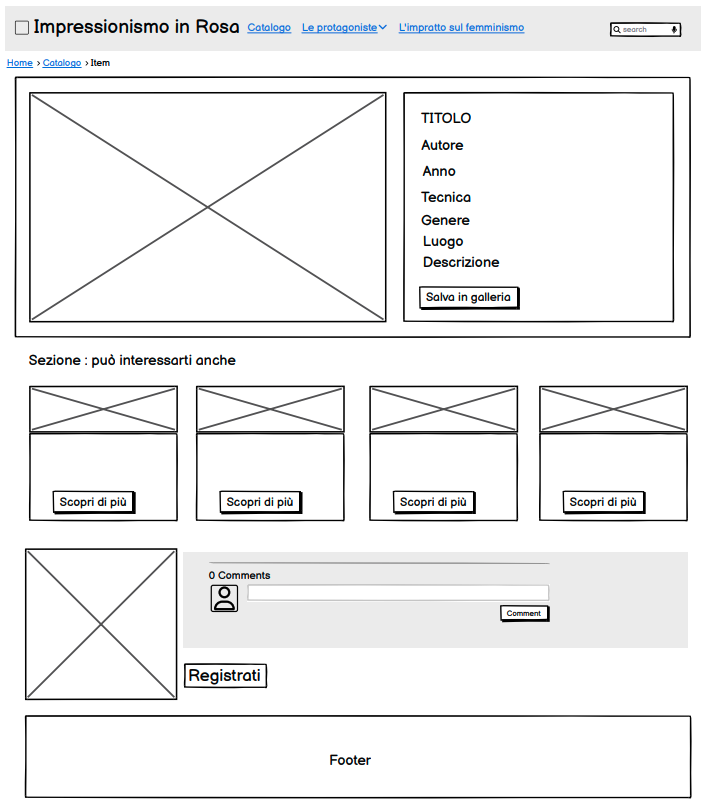 Impressionismo in Rosa Catalogo Le protagoniste L'impratto sul femminismo search
Home > Catalogo > Item
TITOLO
Autore
Anno
Tecnica
Genere
Luogo
Descrizione
Salva in galleria
Sezione : può interessarti anche
Scopri di più Scopri di più Scopri di più Scopri di più
0 Comments
Comment
Registrati
Footer